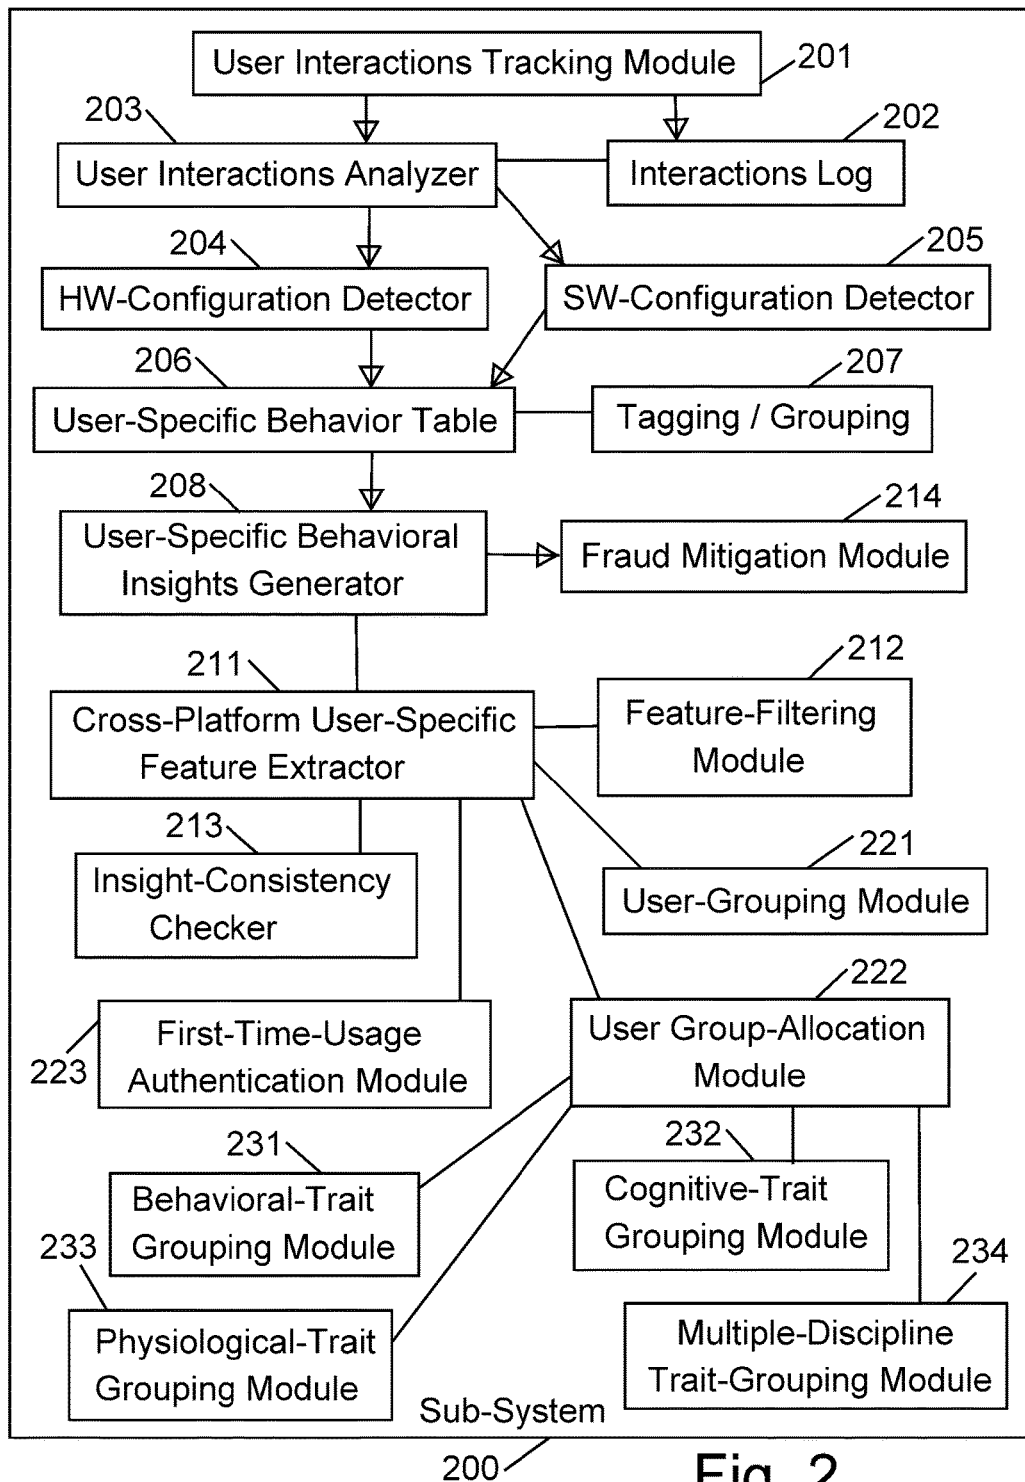 User Interactions Tracking Module
201
203
202
User Interactions Analyzer
Interactions Log
204
205
HW-Configuration Detector
SW-Configuration Detector
206
207
User-Specific Behavior Table
Tagging / Grouping
208
214
User-Specific Behavioral
Insights Generator
Fraud Mitigation Module
211
212
Cross-Platform User-Specific
Feature Extractor
Feature-Filtering
Module
213
221
Insight-Consistency
Checker
User-Grouping Module
222
First-Time-Usage
Authentication Module
223
User Group-Allocation
Module
231
232
Behavioral-Trait
Grouping Module
Cognitive-Trait
Grouping Module
233
234
Physiological-Trait
Grouping Module
Multiple-Discipline
Trait-Grouping Module
Sub-System
200
Fig. 2